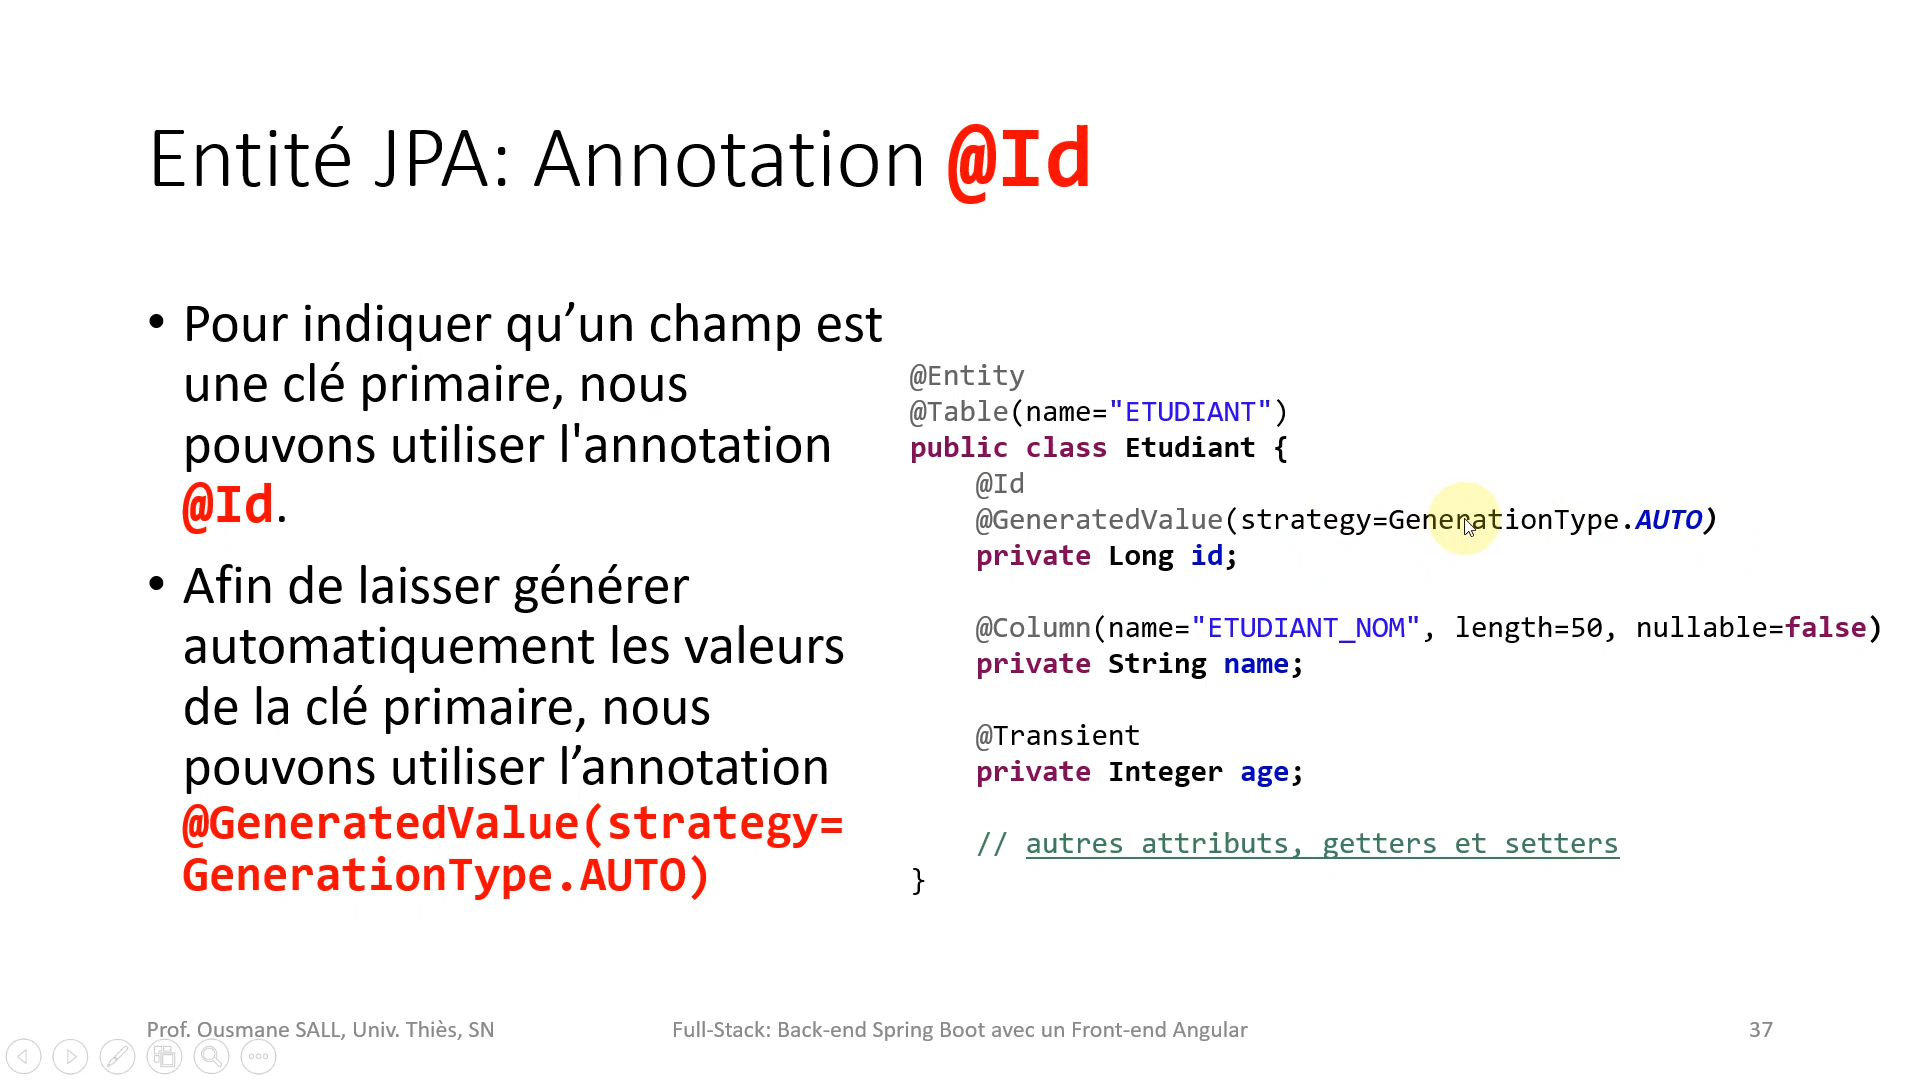 Entité JPA: Annotation @Id
• Pour indiquer qu’un champ est
une clé primaire, nous
pouvons utiliser l'annotation
@Id.
• Afin de laisser générer
automatiquement les valeurs
de la clé primaire, nous
pouvons utiliser l’annotation
@GeneratedValue(strategy=
GenerationType.AUTO)
@Entity
@Table(name="ETUDIANT")
public class Etudiant {
@Id
@GeneratedValue(strategy=GenerationType.AUTO)
private Long id;
@Column(name="ETUDIANT_NOM", length=50, nullable=false)
private String name;
@Transient
private Integer age;
// autres attributs, getters et setters
}
Prof. Ousmane SALL, Univ. Thiès, SN
Full-Stack: Back-end Spring Boot avec un Front-end Angular
37